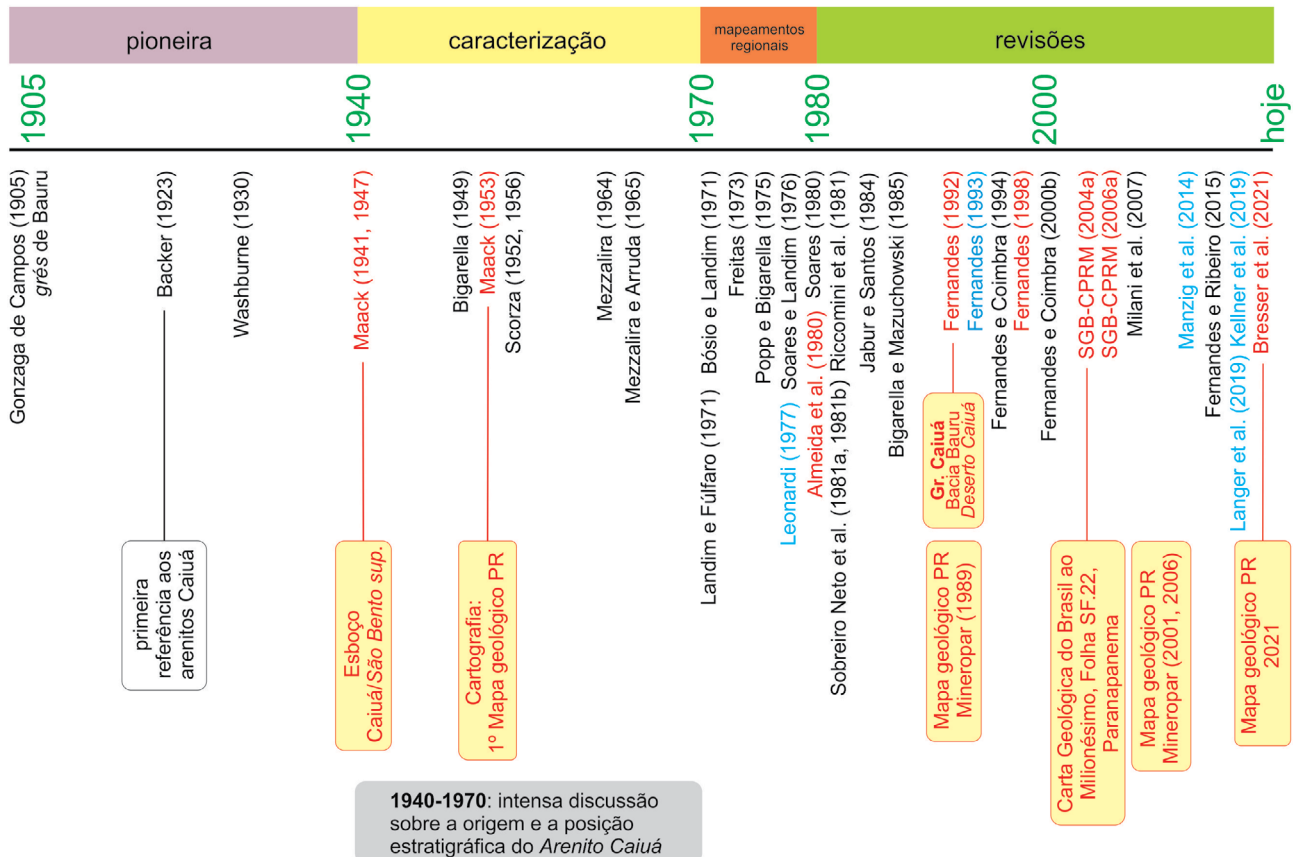 pioneira
caracterização
mapeamentos
regionais
revisões
1905
1940
1970
1980
2000
hoje
Gonzaga de Campos (1905)
grés de Bauru
Backer (1923)
Washburne (1930)
Maack (1941, 1947)
Bigarella (1949)
Maack (1953)
Scorza (1952, 1956)
Mezzalira (1964)
Mezzalira e Arruda (1965)
Landim e Fúlfaro (1971)
Bósio e Landim (1971)
Freitas (1973)
Popp e Bigarella (1975)
Leonardi (1977)
Soares e Landim (1976)
Almeida et al. (1980)
Soares (1980)
Sobreiro Neto et al. (1981a, 1981b)
Riccomini et al. (1981)
Jabur e Santos (1984)
Bigarella e Mazuchowski (1985)
Fernandes (1992)
Fernandes (1993)
Fernandes e Coimbra (1994)
Fernandes (1998)
Fernandes e Coimbra (2000b)
SGB-CPRM (2004a)
SGB-CPRM (2006a)
Milani et al. (2007)
Manzig et al. (2014)
Fernandes e Ribeiro (2015)
Langer et al. (2019)
Kellner et al. (2019)
Bresser et al. (2021)
Gr. Caiuá
Bacia Bauru
Deserto Caiuá
primeira
referência aos
arenitos Caiuá
Esboço
Caiuá/São Bento sup.
Cartografia:
1º Mapa geológico PR
Mapa geológico PR
Mineropar (1989)
Carta Geológica do Brasil ao
Milionésimo, Folha SF.22,
Paranapanema
Mapa geológico PR
Mineropar (2001, 2006)
Mapa geológico PR
2021
1940-1970: intensa discussão
sobre a origem e a posição
estratigráfica do Arenito Caiuá